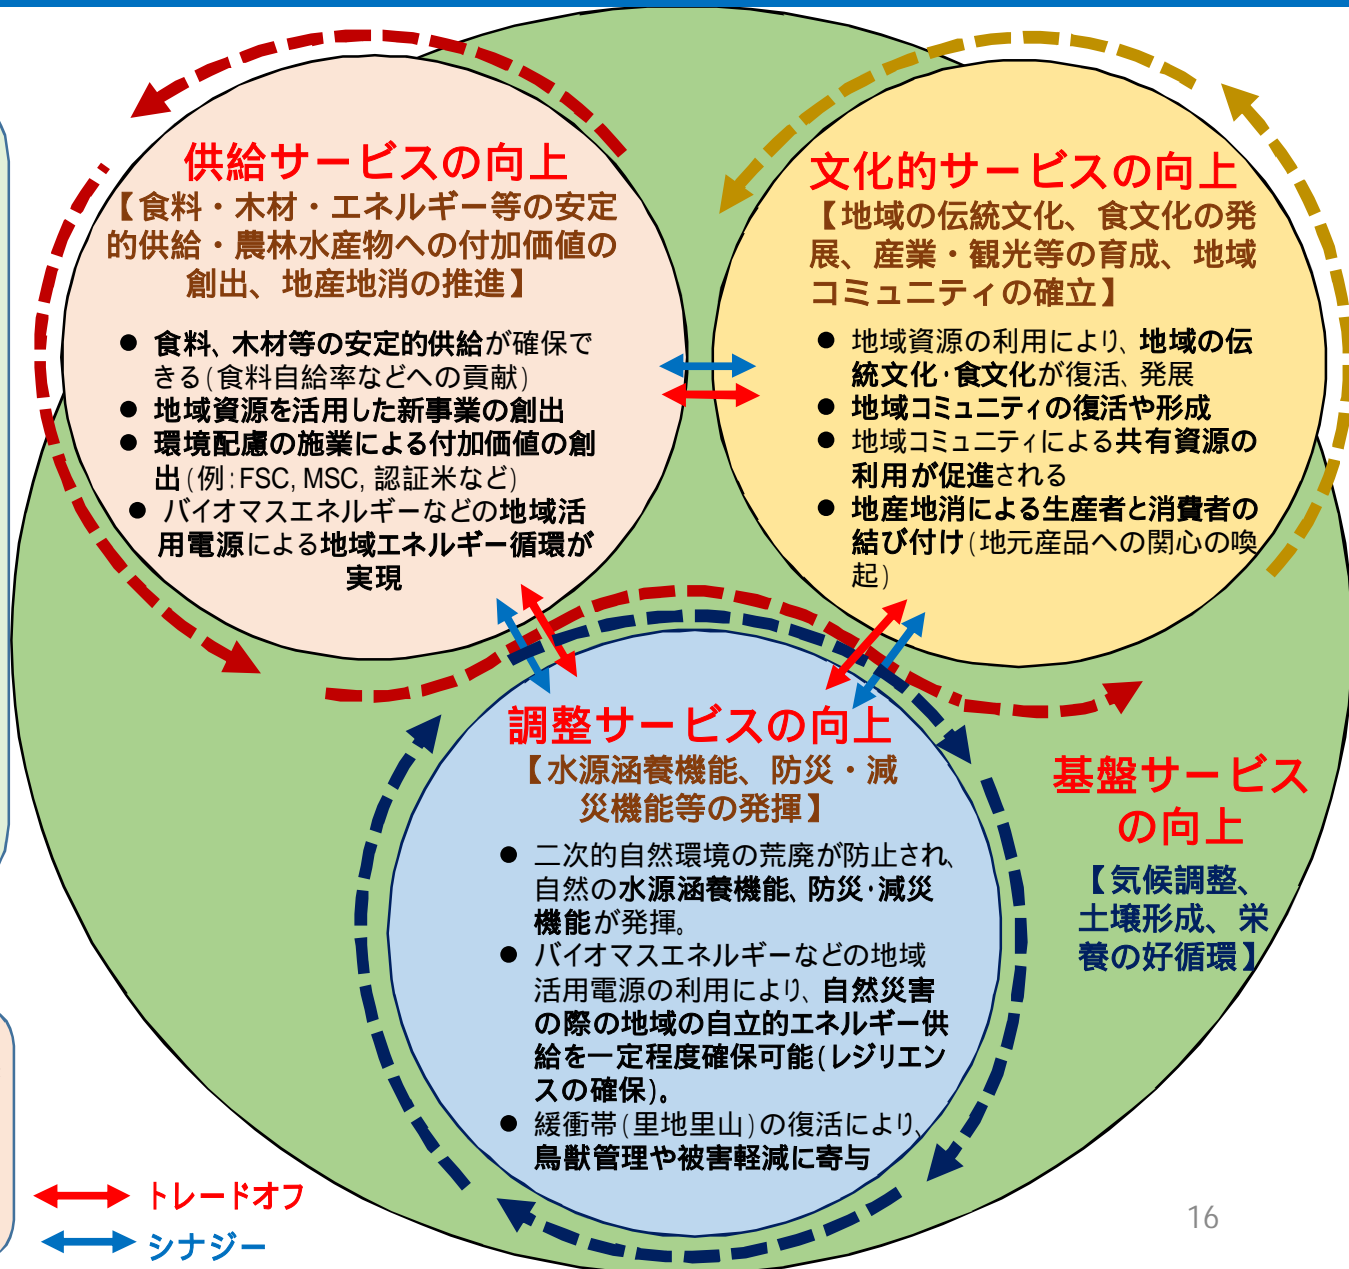 供給サービスの向上
【食料・木材・エネルギー等の安定
的供給・農林水産物への付加価値の
創出、地産地消の推進】
● 食料、木材等の安定的供給が確保で
きる(食料自給率などへの貢献)
● 地域資源を活用した新事業の創出
● 環境配慮の施業による付加価値の創
出(例:FSC, MSC, 認証米など)
● バイオマスエネルギーなどの地域活
用電源による地域エネルギー循環が
実現
文化的サービスの向上
【地域の伝統文化、食文化の発
展、産業・観光等の育成、地域
コミュニティの確立】
● 地域資源の利用により、地域の伝
統文化・食文化が復活、発展
● 地域コミュニティの復活や形成
● 地域コミュニティによる共有資源の
利用が促進される
● 地産地消による生産者と消費者の
結び付け(地元産品への関心の喚
起)
調整サービスの向上
【水源涵養機能、防災・減
災機能等の発揮】
● 二次的自然環境の荒廃が防止され、
自然の水源涵養機能、防災・減災
機能が発揮。
● バイオマスエネルギーなどの地域
活用電源の利用により、自然災害
の際の地域の自立的エネルギー供
給を一定程度確保可能(レジリエン
スの確保)。
● 緩衝帯(里地里山)の復活により、
鳥獣管理や被害軽減に寄与
基盤サービス
の向上
【気候調整、
土壌形成、栄
養の好循環】
トレードオフ
シナジー
16